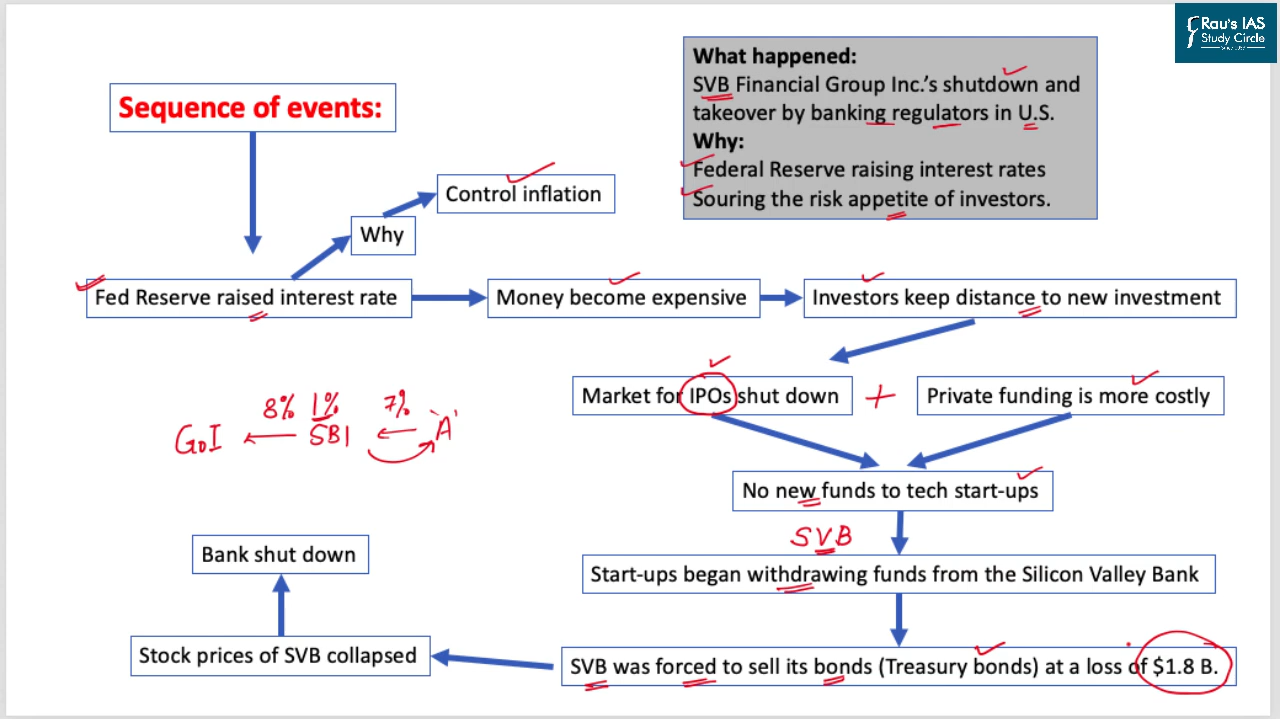 Rau's IAS
Study Circle
What happened:
SVB Financial Group Inc.'s shutdown and
takeover by banking regulators in U.S.
Why:
Federal Reserve raising interest rates
Souring the risk appetite of investors.
Sequence of events:
Control inflation
Why
Fed Reserve raised interest rate
Money become expensive
Investors keep distance to new investment
Market for IPOs shut down
+
Private funding is more costly
8% 1% 7%
GoI SBI 'A'
No new funds to tech start-ups
SVB
Start-ups began withdrawing funds from the Silicon Valley Bank
SVB was forced to sell its bonds (Treasury bonds) at a loss of $1.8 B.
Stock prices of SVB collapsed
Bank shut down